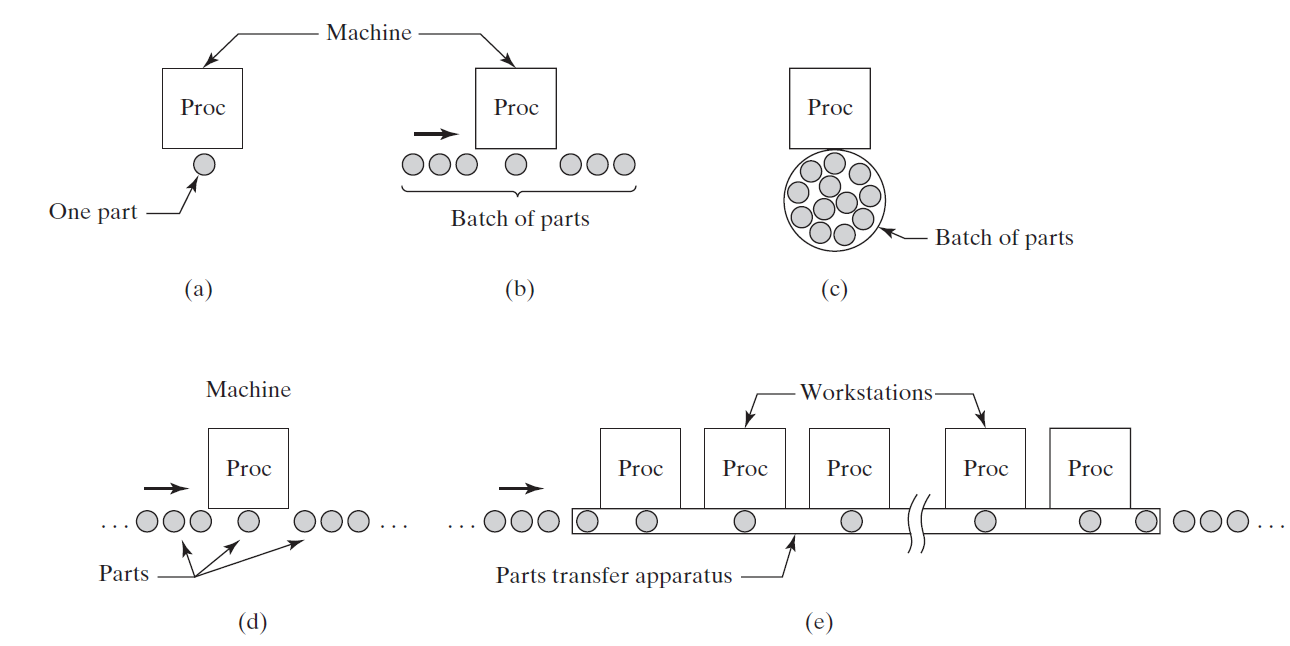 Machine
Proc
Proc
Proc
One part
Batch of parts
Batch of parts
(a)
(b)
(c)
Machine
Workstations
Proc
Proc
Proc
Proc
Proc
Proc
...
...
...
...
Parts
Parts transfer apparatus
(d)
(e)